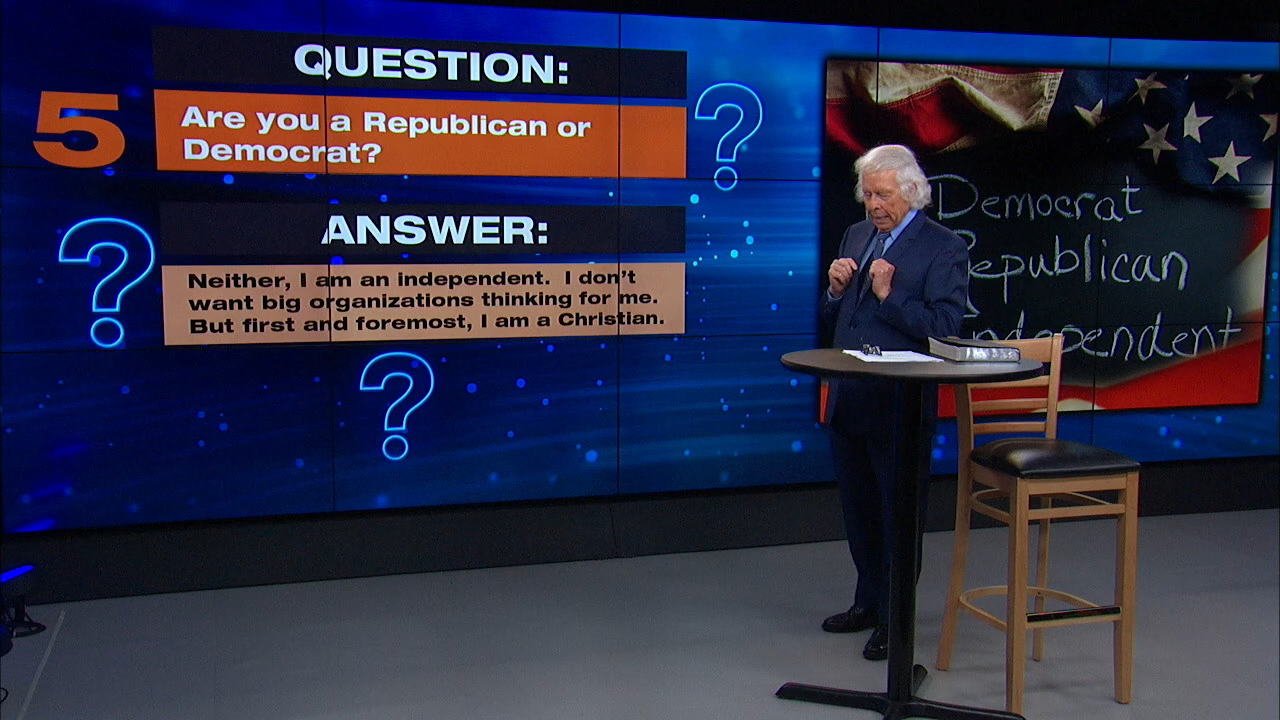 5
QUESTION:
Are you a Republican or
Democrat?
ANSWER:
Neither, I am an independent. I don't
want big organizations thinking for me.
But first and foremost, I am a Christian.
Democrat
Republican
Independent